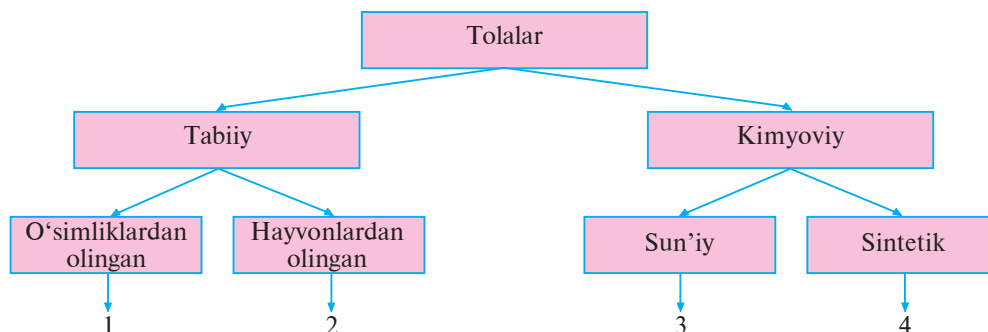 Tolalar
Tabiiy
Kimyoviy
O‘simliklardan
olingan
Hayvonlardan
olingan
Sun’iy
Sintetik
1
2
3
4